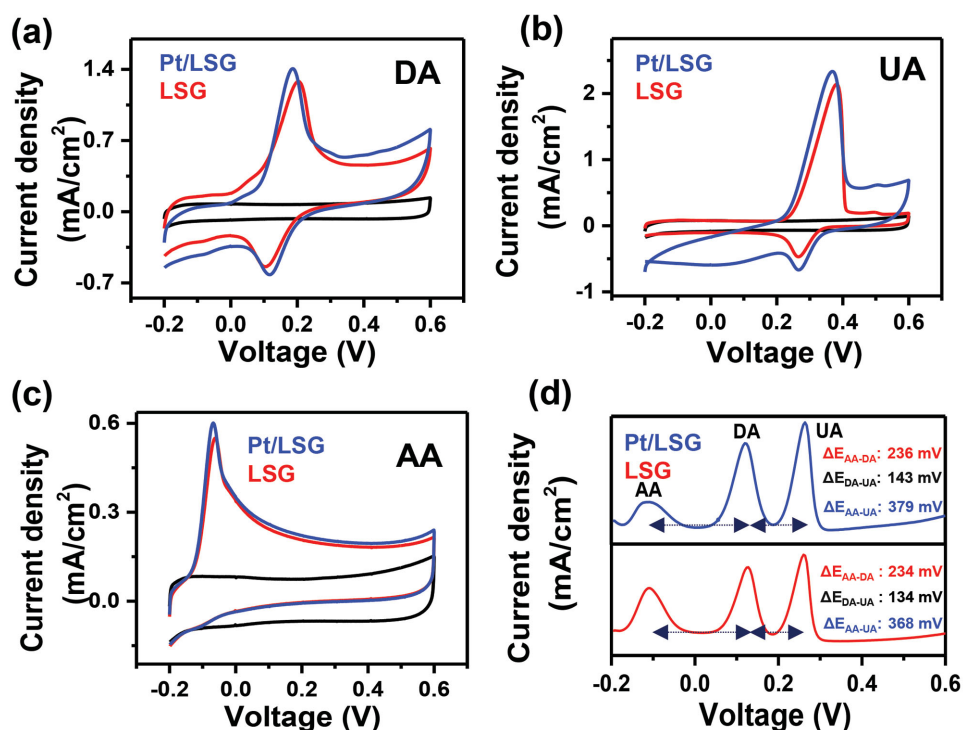 (a)
Pt/LSG
LSG
DA
Current density
(mA/cm²)
1.4
0.7
0.0
-0.7
-0.2 0.0 0.2 0.4 0.6
Voltage (V)
(b)
Pt/LSG
LSG
UA
Current density
(mA/cm²)
2
1
0
-1
-0.2 0.0 0.2 0.4 0.6
Voltage (V)
(c)
Pt/LSG
LSG
AA
Current density
(mA/cm²)
0.6
0.3
0.0
-0.2 0.0 0.2 0.4 0.6
Voltage (V)
(d)
Pt/LSG
LSG
AA
DA
UA
ΔE_AA-DA: 236 mV
ΔE_DA-UA: 143 mV
ΔE_AA-UA: 379 mV
ΔE_AA-DA: 234 mV
ΔE_DA-UA: 134 mV
ΔE_AA-UA: 368 mV
Current density
(mA/cm²)
-0.2 0.0 0.2 0.4 0.6
Voltage (V)